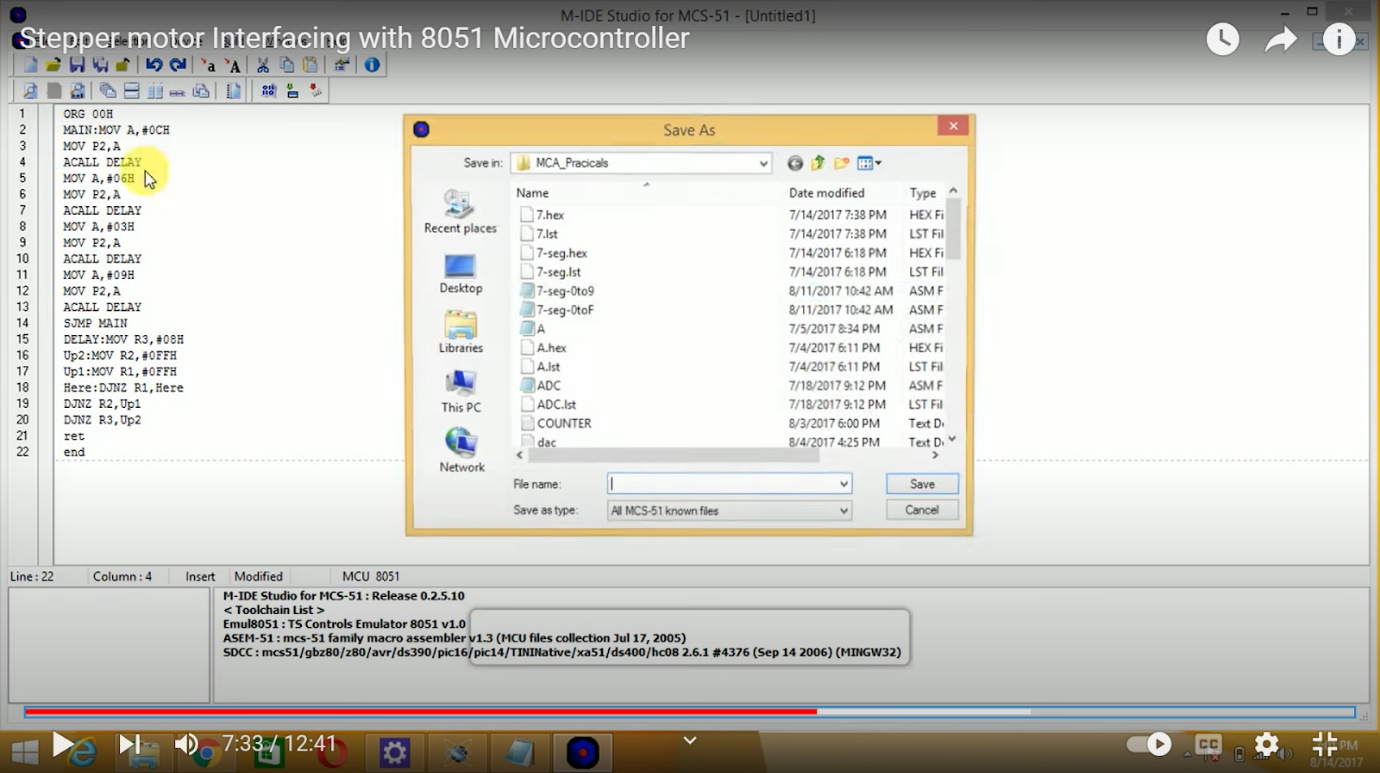 M-IDE Studio for MCS-51 - [Untitled1]
Stepper motor Interfacing with 8051 Microcontroller
1 ORG 00H
2 MAIN:MOV A,#0CH
3 MOV P2,A
4 ACALL DELAY
5 MOV A,#06H
6 MOV P2,A
7 ACALL DELAY
8 MOV A,#03H
9 MOV P2,A
10 ACALL DELAY
11 MOV A,#09H
12 MOV P2,A
13 ACALL DELAY
14 SJMP MAIN
15 DELAY:MOV R3,#08H
16 Up2:MOV R2,#0FFH
17 Up1:MOV R1,#0FFH
18 Here:DJNZ R1,Here
19 DJNZ R2,Up1
20 DJNZ R3,Up2
21 ret
22 end
Save As
Save in: MCA_Pracicals
Recent places
Desktop
Libraries
This PC
Network
Name Date modified Type
7.hex 7/14/2017 7:38 PM HEX Fi
7.lst 7/14/2017 7:38 PM LST Fil
7-seg.hex 7/14/2017 6:18 PM HEX Fi
7-seg.lst 7/14/2017 6:18 PM LST Fil
7-seg-0to9 8/11/2017 10:42 AM ASM F
7-seg-0toF 8/11/2017 10:42 AM ASM F
A 7/5/2017 8:34 PM ASM F
A.hex 7/4/2017 6:11 PM HEX Fi
A.lst 7/4/2017 6:11 PM LST Fil
ADC 7/18/2017 9:12 PM ASM F
ADC.lst 7/18/2017 9:12 PM LST Fil
COUNTER 8/3/2017 6:00 PM Text D
dac 8/4/2017 4:25 PM Text D
File name: Save
Save as type: All MCS-51 known files Cancel
Line : 22 Column : 4 Insert Modified MCU 8051
M-IDE Studio for MCS-51 : Release 0.2.5.10
< Toolchain List >
Emul8051 : TS Controls Emulator 8051 v1.0
ASEM-51 : mcs-51 family macro assembler v1.3 (MCU files collection Jul 17, 2005)
SDCC : mcs51/gbz80/z80/avr/ds390/pic16/pic14/TININative/xa51/ds400/hc08 2.6.1 #4376 (Sep 14 2006) (MINGW32)
7:33 / 12:41
CC
PM
8/14/2017